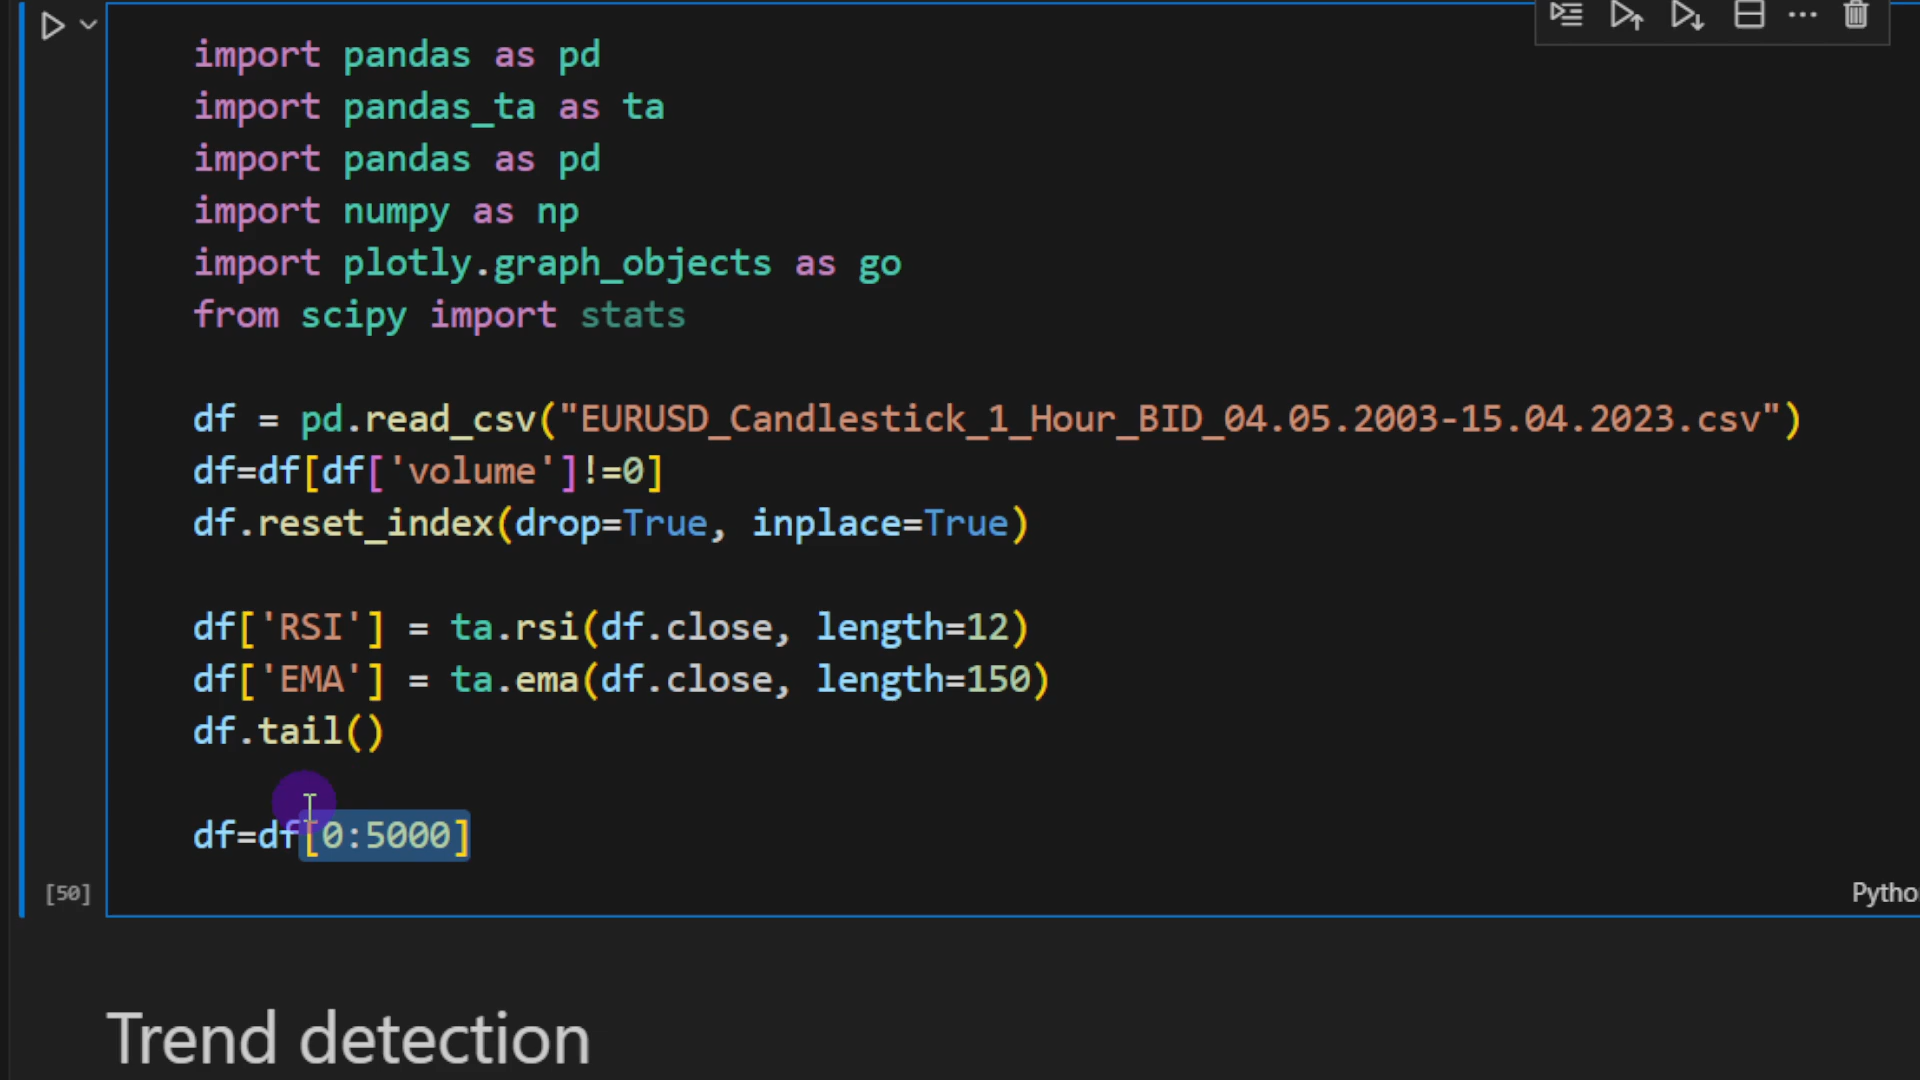 import pandas as pd
import pandas_ta as ta
import pandas as pd
import numpy as np
import plotly.graph_objects as go
from scipy import stats
df = pd.read_csv("EURUSD_Candlestick_1_Hour_BID_04.05.2003-15.04.2023.csv")
df=df[df['volume']!=0]
df.reset_index(drop=True, inplace=True)
df['RSI'] = ta.rsi(df.close, length=12)
df['EMA'] = ta.ema(df.close, length=150)
df.tail()
df=df[0:5000]
[50]
Pytho
Trend detection